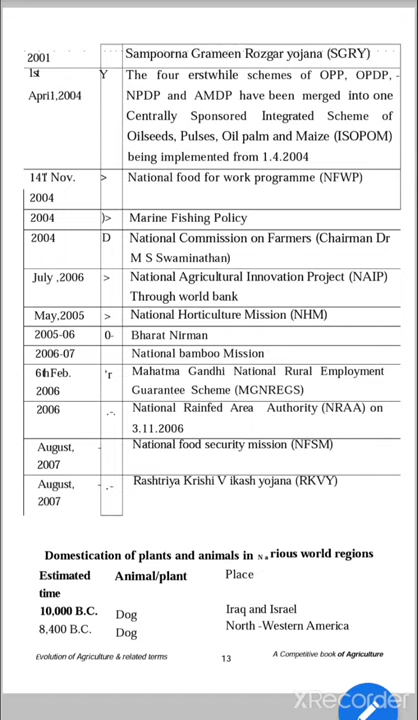 2001 Sampoorna Grameen Rozgar yojana (SGRY)
1st Y The four erstwhile schemes of OPP, OPDP, -
April,2004 NPDP and AMDP have been merged into one
Centrally Sponsored Integrated Scheme of
Oilseeds, Pulses, Oil palm and Maize (ISOPOM)
being implemented from 1.4.2004
14T Nov. > National food for work programme (NFWP)
2004
2004 )> Marine Fishing Policy
2004 D National Commission on Farmers (Chairman Dr
M S Swaminathan)
July ,2006 > National Agricultural Innovation Project (NAIP)
Through world bank
May,2005 > National Horticulture Mission (NHM)
2005-06 0- Bharat Nirman
2006-07 National bamboo Mission
6thFeb. 'r Mahatma Gandhi National Rural Employment
2006 Guarantee Scheme (MGNREGS)
2006 .-. National Rainfed Area Authority (NRAA) on
3.11.2006
August, - National food security mission (NFSM)
2007
August, - .- Rashtriya Krishi V ikash yojana (RKVY)
2007
Domestication of plants and animals in N a rious world regions
Estimated Animal/plant Place
time
10,000 B.C. Dog Iraq and Israel
8,400 B.C. Dog North -Western America
Evolution of Agriculture & related terms 13 A Competitive book of Agriculture
XRecorder